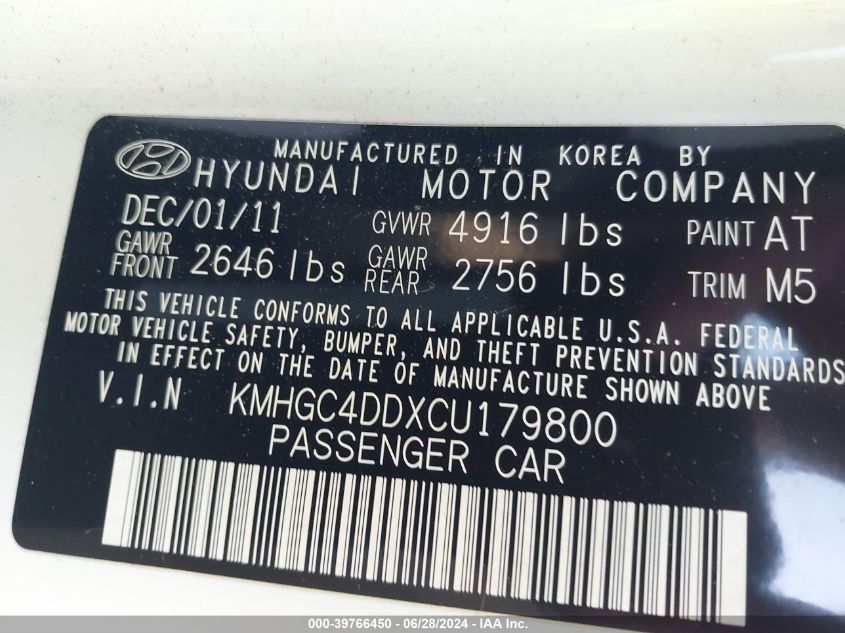 MANUFACTURED IN KOREA BY
HYUNDAI MOTOR COMPANY
DEC/01/11 GVWR 4916 lbs PAINT AT
GAWR FRONT 2646 lbs GAWR REAR 2756 lbs TRIM M5
THIS VEHICLE CONFORMS TO ALL APPLICABLE U.S.A. FEDERAL
MOTOR VEHICLE SAFETY, BUMPER, AND THEFT PREVENTION STANDARDS
IN EFFECT ON THE DATE OF MANUFACTURE SHOWN ABOVE
V.I.N KMHGC4DDXCU179800
PASSENGER CAR
000-39766450 - 06/28/2024 - IAA Inc.